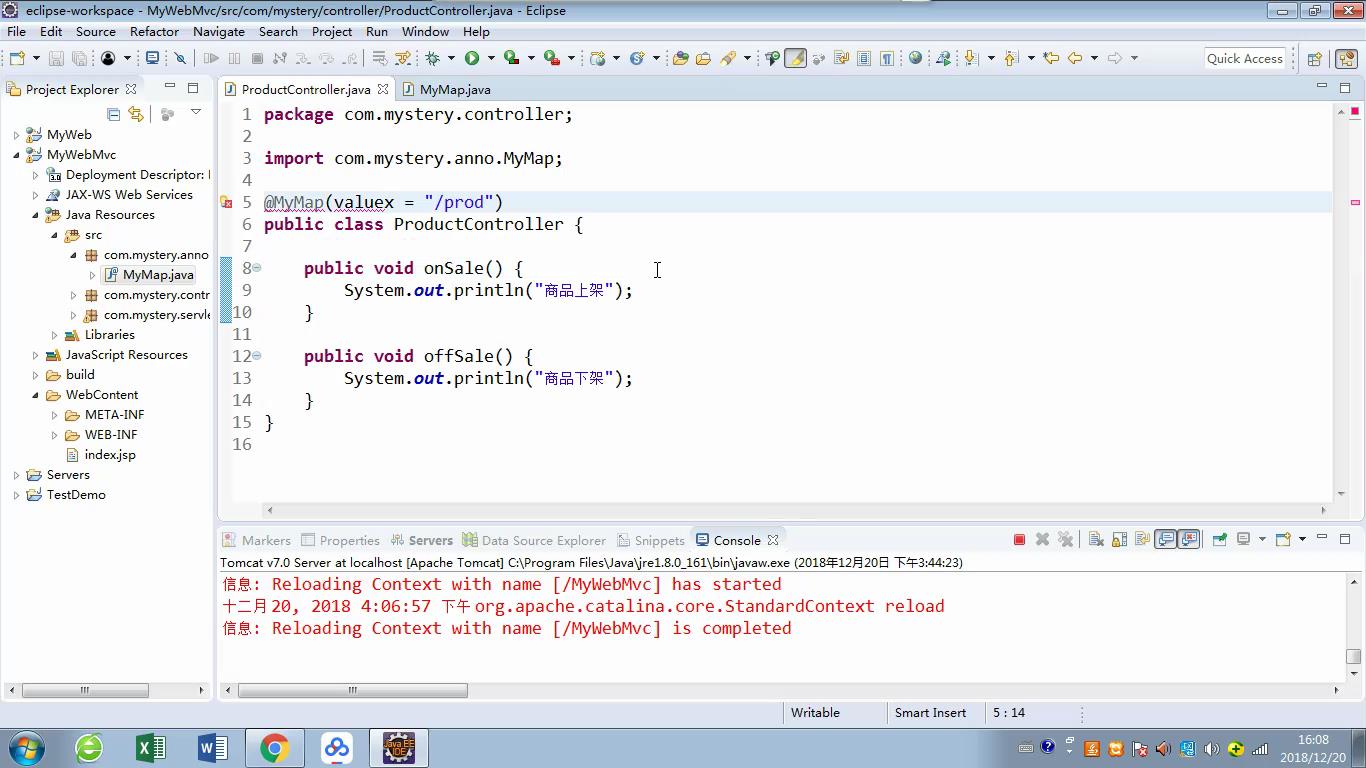 eclipse-workspace - MyWebMvc/src/com/mystery/controller/ProductController.java - Eclipse
File Edit Source Refactor Navigate Search Project Run Window Help
Quick Access
Project Explorer
ProductController.java MyMap.java
MyWeb
MyWebMvc
Deployment Descriptor:
JAX-WS Web Services
Java Resources
src
com.mystery.anno
MyMap.java
com.mystery.contr
com.mystery.servle
Libraries
JavaScript Resources
build
WebContent
META-INF
WEB-INF
index.jsp
Servers
TestDemo
1 package com.mystery.controller;
2
3 import com.mystery.anno.MyMap;
4
5 @MyMap(valuex = "/prod")
6 public class ProductController {
7
8 public void onSale() {
9 System.out.println("商品上架");
10 }
11
12 public void offSale() {
13 System.out.println("商品下架");
14 }
15 }
16
Markers Properties Servers Data Source Explorer Snippets Console
Tomcat v7.0 Server at localhost [Apache Tomcat] C:\Program Files\Java\jre1.8.0_161\bin\javaw.exe (2018年12月20日 下午3:44:23)
信息: Reloading Context with name [/MyWebMvc] has started
十二月 20, 2018 4:06:57 下午 org.apache.catalina.core.StandardContext reload
信息: Reloading Context with name [/MyWebMvc] is completed
Writable Smart Insert 5 : 14
Java EE
IDE
16:08
2018/12/20